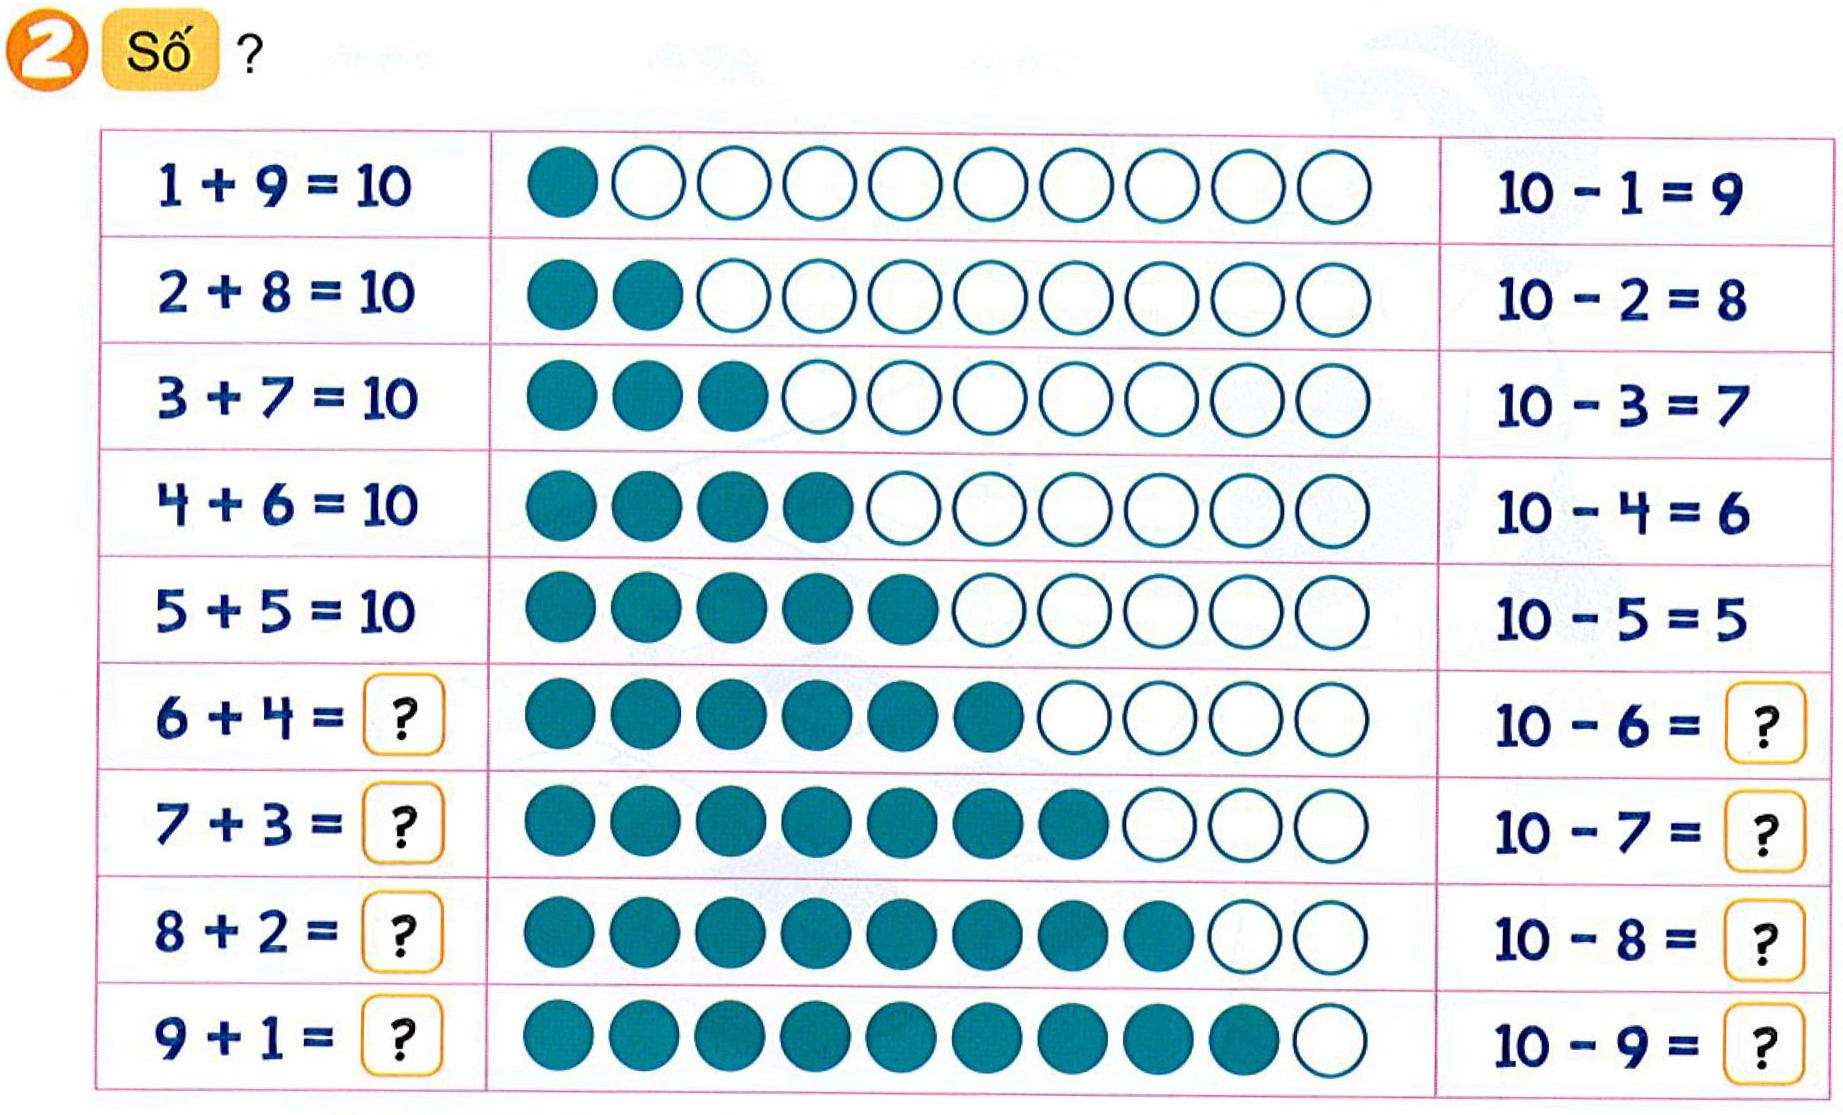 2 Số ?
1 + 9 = 10 10 - 1 = 9
2 + 8 = 10 10 - 2 = 8
3 + 7 = 10 10 - 3 = 7
4 + 6 = 10 10 - 4 = 6
5 + 5 = 10 10 - 5 = 5
6 + 4 = ? 10 - 6 = ?
7 + 3 = ? 10 - 7 = ?
8 + 2 = ? 10 - 8 = ?
9 + 1 = ? 10 - 9 = ?